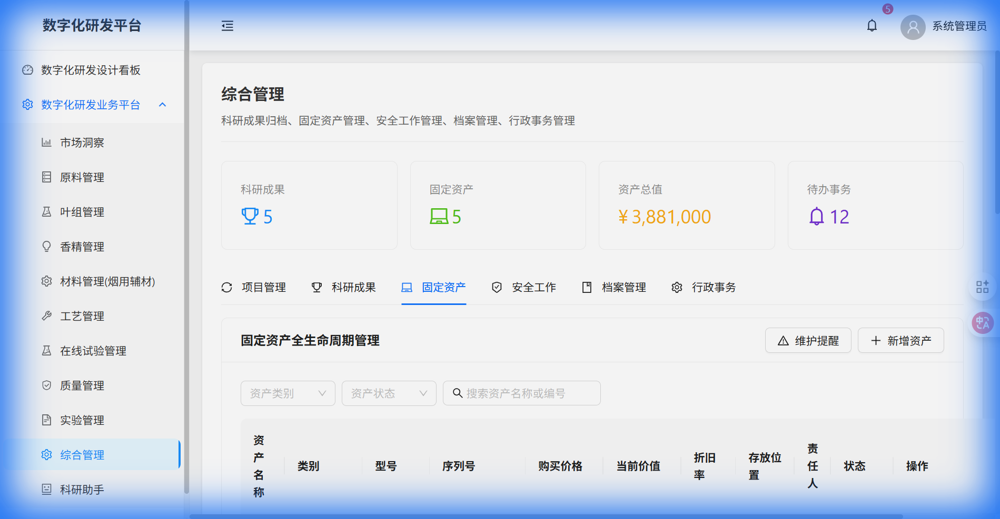 数字化研发平台
5
系统管理员
数字化研发设计看板
数字化研发业务平台
市场洞察
原料管理
叶组管理
香精管理
材料管理(烟用辅材)
工艺管理
在线试验管理
质量管理
实验管理
综合管理
科研助手
综合管理
科研成果归档、固定资产管理、安全工作管理、档案管理、行政事务管理
科研成果
5
固定资产
5
资产总值
¥ 3,881,000
待办事务
12
项目管理
科研成果
固定资产
安全工作
档案管理
行政事务
固定资产全生命周期管理
维护提醒
新增资产
资产类别
资产状态
搜索资产名称或编号
资产名称
类别
型号
序列号
购买价格
当前价值
折旧率
存放位置
责任人
状态
操作
中A